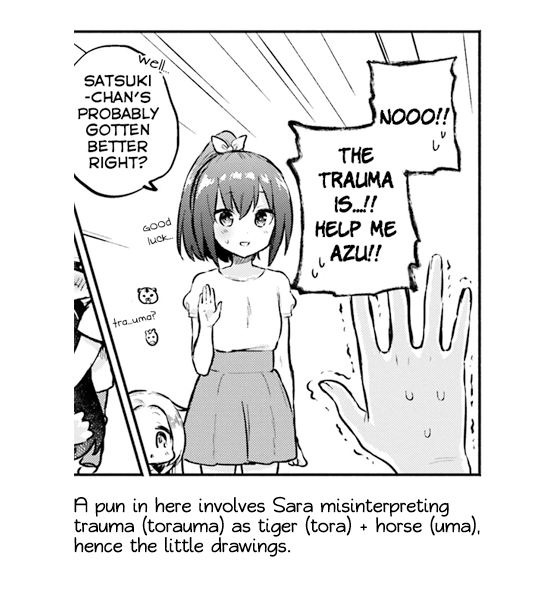 NOOO!!
THE
TRAUMA
IS...!!
HELP ME
AZU!!
well...
SATSUKI
-CHAN'S
PROBABLY
GOTTEN
BETTER
RIGHT?
GOOD
luck...
tra..uma?
A pun in here involves Sara misinterpreting
trauma (torauma) as tiger (tora) + horse (uma),
hence the little drawings.